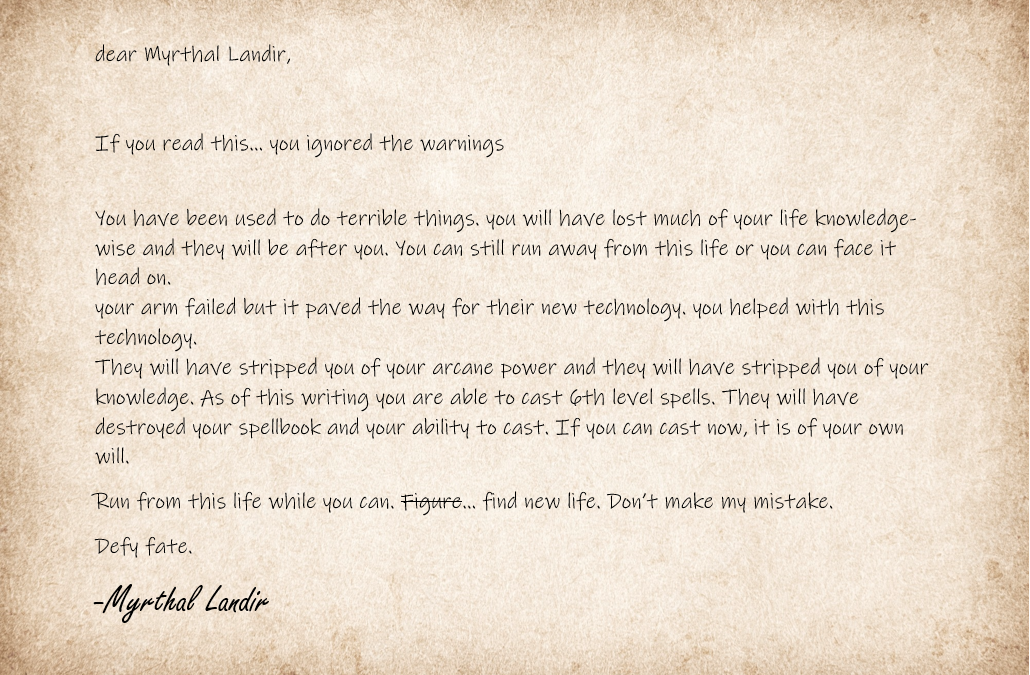 dear Myrthal Landir,
If you read this... you ignored the warnings
You have been used to do terrible things. you will have lost much of your life knowledge-
wise and they will be after you. You can still run away from this life or you can face it
head on.
your arm failed but it paved the way for their new technology. you helped with this
technology.
They will have stripped you of your arcane power and they will have stripped you of your
knowledge. As of this writing you are able to cast 6th level spells. They will have
destroyed your spellbook and your ability to cast. If you can cast now, it is of your own
will.
Run from this life while you can. Figure... find new life. Don't make my mistake.
Defy fate.
-Myrthal Landir